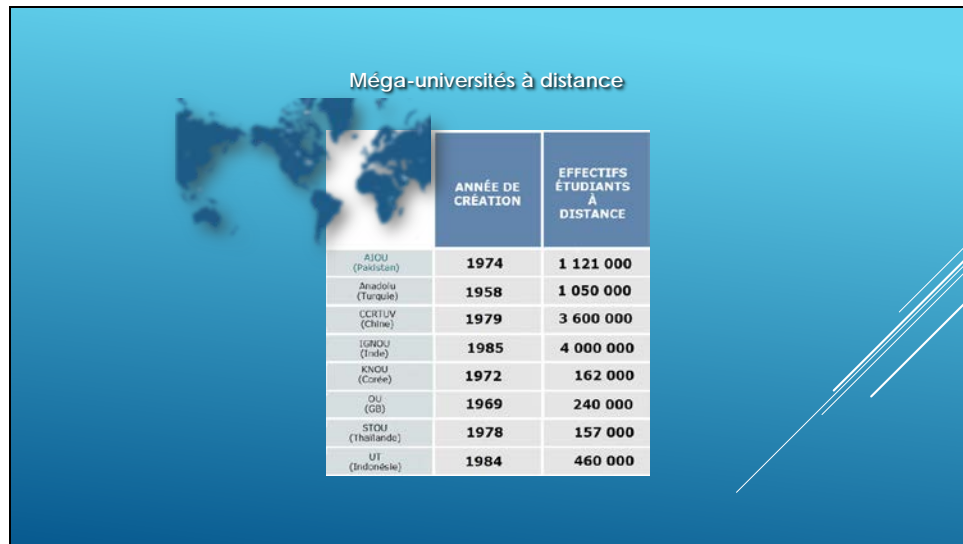 Méga-universités à distance
ANNÉE DE
CRÉATION
EFFECTIFS
ÉTUDIANTS
À
DISTANCE
AIOU
(Pakistan)
1974
1 121 000
Anadolu
(Turquie)
1958
1 050 000
CCRTUV
(Chine)
1979
3 600 000
IGNOU
(Inde)
1985
4 000 000
KNOU
(Corée)
1972
162 000
OU
(GB)
1969
240 000
STOU
(Thaïlande)
1978
157 000
UT
(Indonésie)
1984
460 000